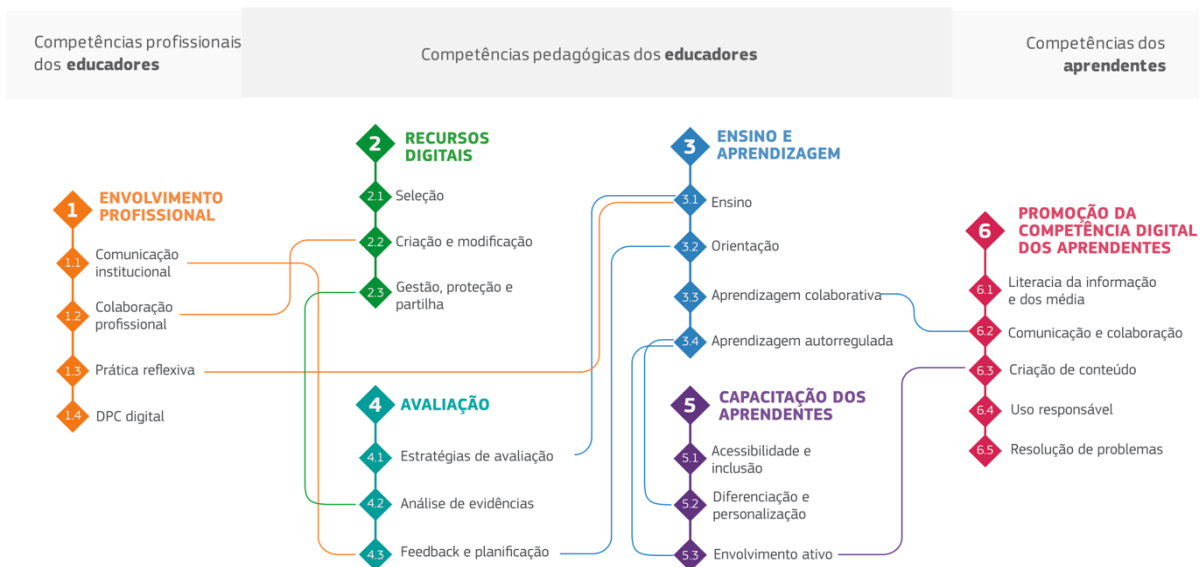 Competências profissionais
dos educadores
Competências pedagógicas dos educadores
Competências dos
aprendentes
1
ENVOLVIMENTO
PROFISSIONAL
1.1
Comunicação
institucional
1.2
Colaboração
profissional
1.3
Prática reflexiva
1.4
DPC digital
2
RECURSOS
DIGITAIS
2.1
Seleção
2.2
Criação e modificação
2.3
Gestão, proteção e
partilha
3
ENSINO E
APRENDIZAGEM
3.1
Ensino
3.2
Orientação
3.3
Aprendizagem colaborativa
3.4
Aprendizagem autorregulada
4
AVALIAÇÃO
4.1
Estratégias de avaliação
4.2
Análise de evidências
4.3
Feedback e planificação
5
CAPACITAÇÃO DOS
APRENDENTES
5.1
Acessibilidade e
inclusão
5.2
Diferenciação e
personalização
5.3
Envolvimento ativo
6
PROMOÇÃO DA
COMPETÊNCIA DIGITAL
DOS APRENDENTES
6.1
Literacia da informação
e dos média
6.2
Comunicação e colaboração
6.3
Criação de conteúdo
6.4
Uso responsável
6.5
Resolução de problemas